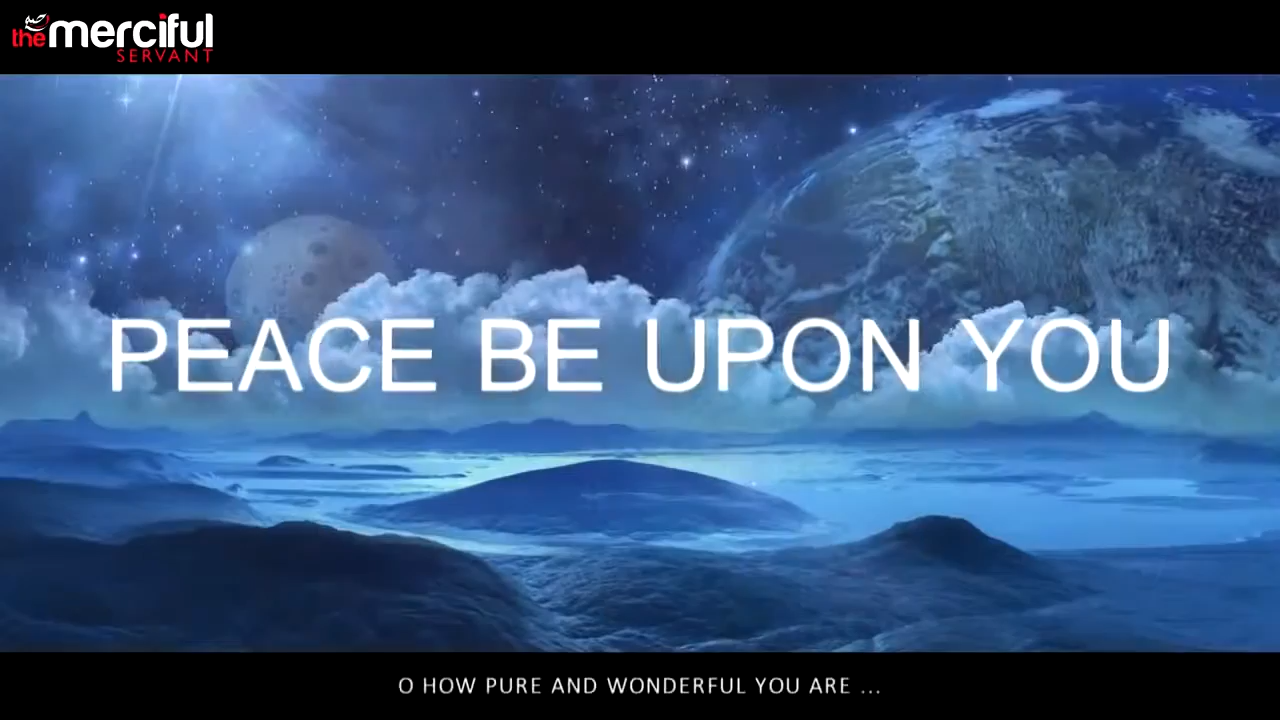 the merciful
SERVANT
PEACE BE UPON YOU
O HOW PURE AND WONDERFUL YOU ARE ...